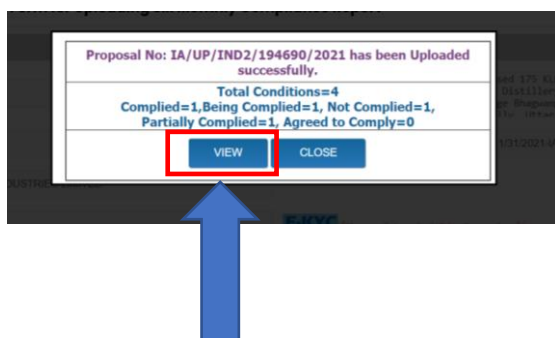 Proposal No: IA/UP/IND2/194690/2021 has been Uploaded
successfully.
Total Conditions=4
Complied=1,Being Complied=1, Not Complied=1,
Partially Complied=1, Agreed to Comply=0
VIEW CLOSE